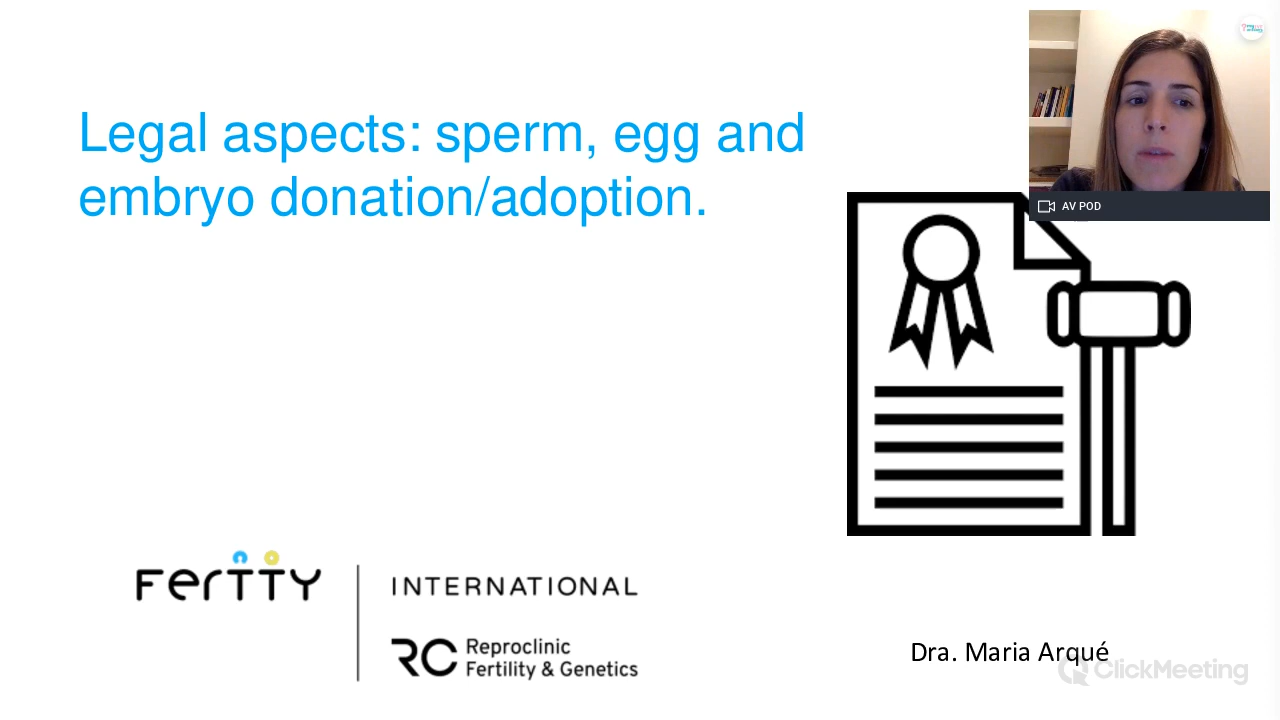 Legal aspects: sperm, egg and
embryo donation/adoption.
AV POD
FERTTY
INTERNATIONAL
RC Reproclinic
Fertility & Genetics
Dra. Maria Arqué
ClickMeeting